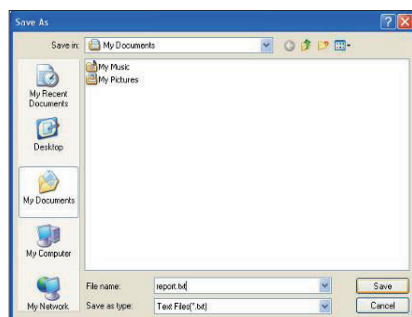 Save As
Save in: My Documents
My Recent
Documents
Desktop
My Documents
My Computer
My Network
My Music
My Pictures
File name: report.txt Save
Save as type: Text Files(*.txt) Cancel